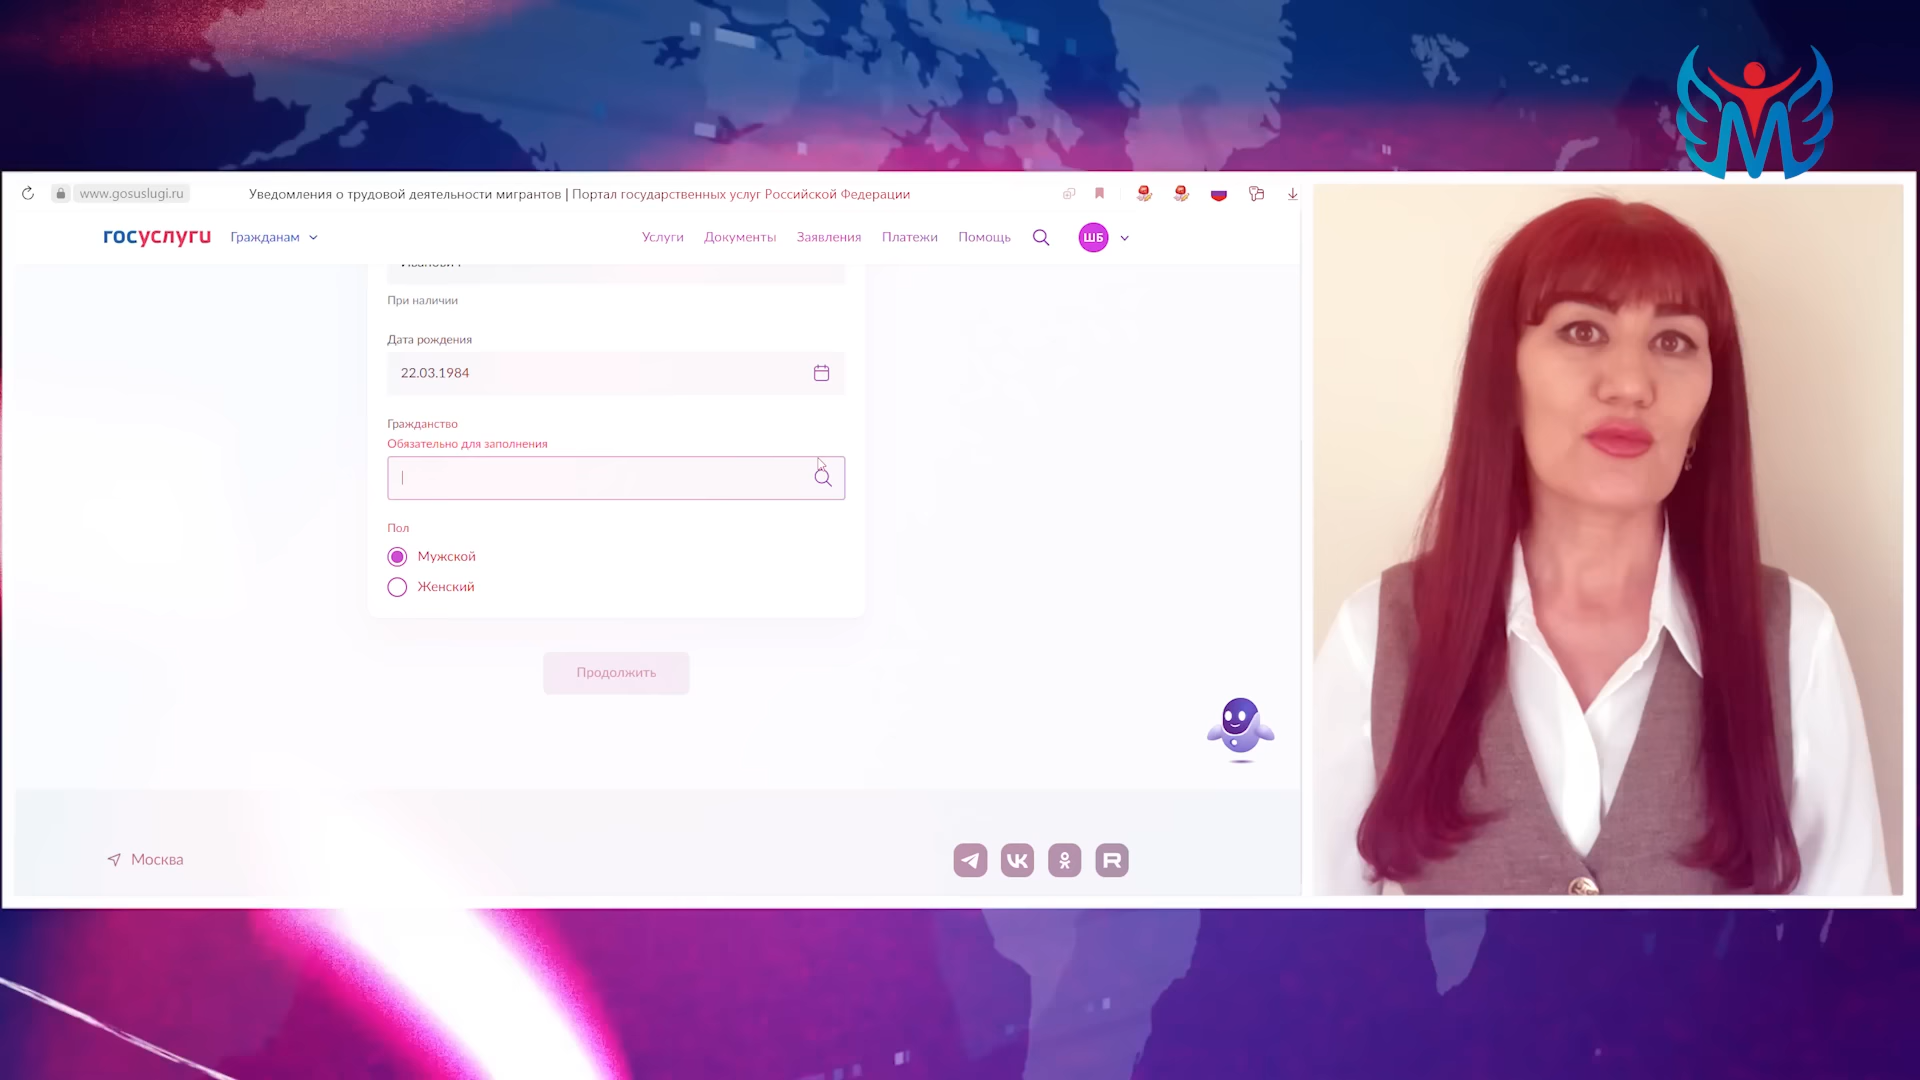 www.gosuslugi.ru
Уведомления о трудовой деятельности мигрантов | Портал государственных услуг Российской Федерации
госуслуги
Гражданам
Услуги
Документы
Заявления
Платежи
Помощь
ШБ
При наличии
Дата рождения
22.03.1984
Гражданство
Обязательно для заполнения
Пол
Мужской
Женский
Продолжить
Москва